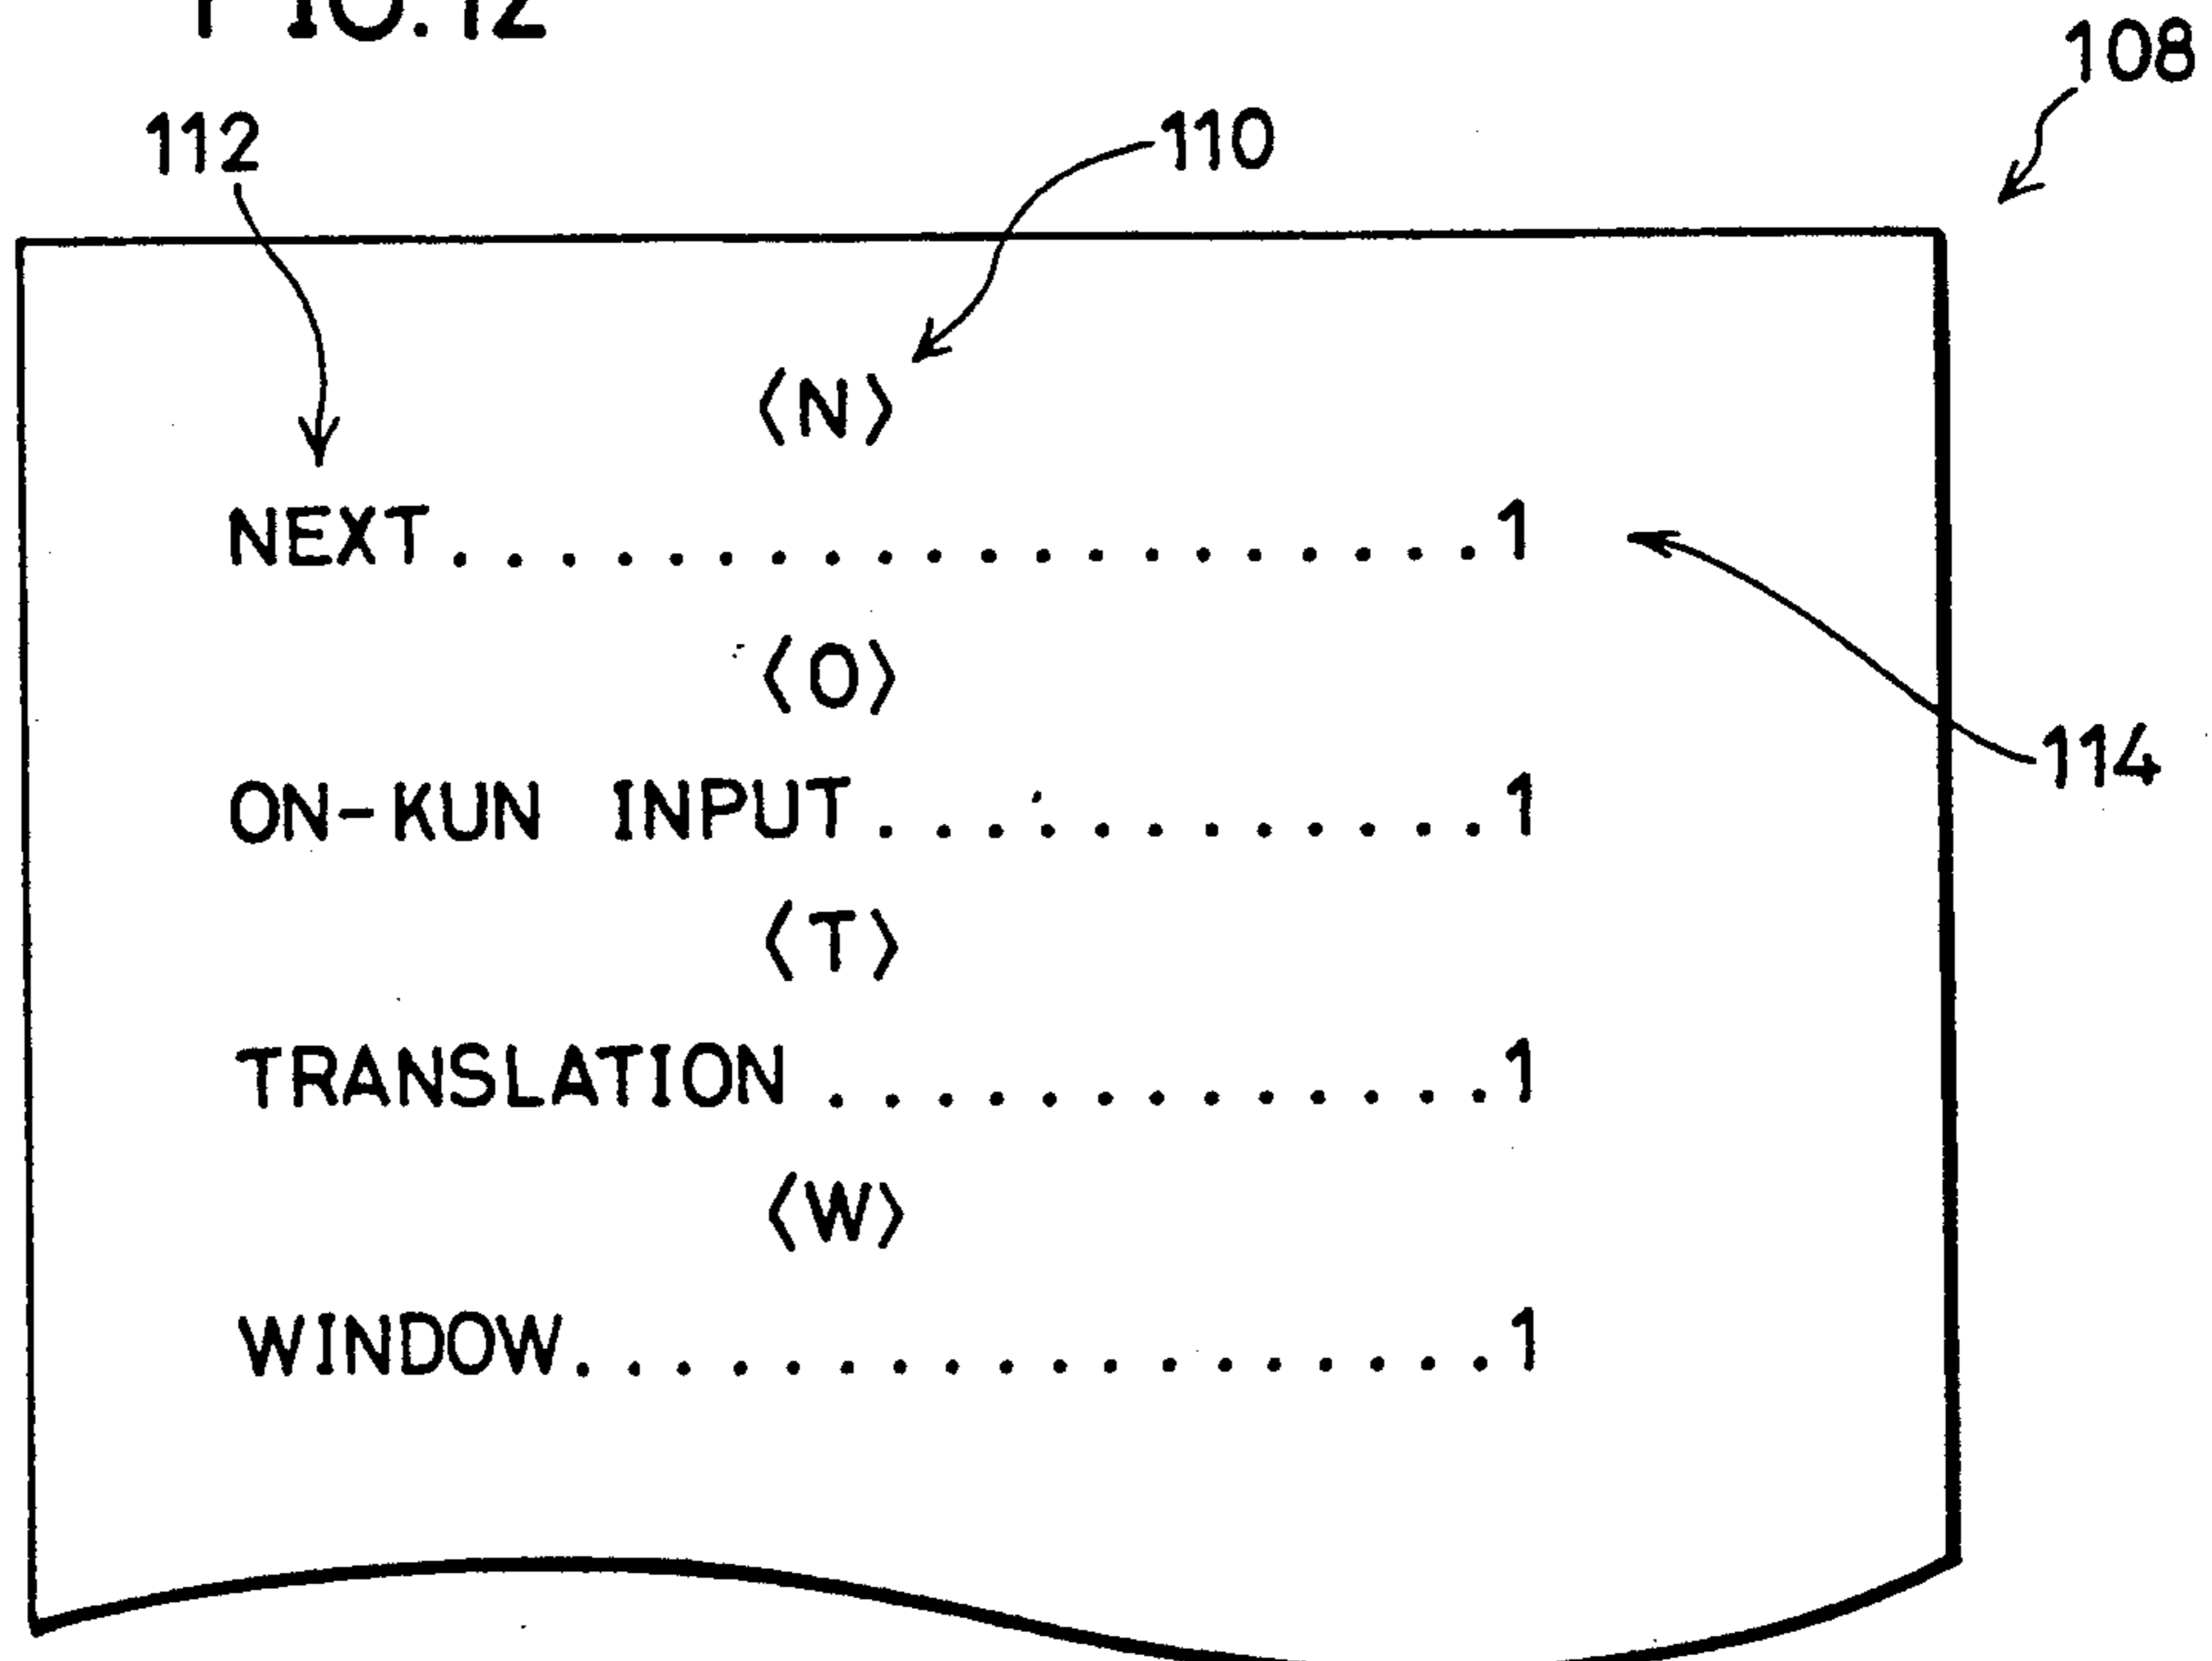 FIG.12
108
112
110
⟨N⟩
NEXT....................1
⟨O⟩
114
ON-KUN INPUT............1
⟨T⟩
TRANSLATION .............1
⟨W⟩
WINDOW..................1